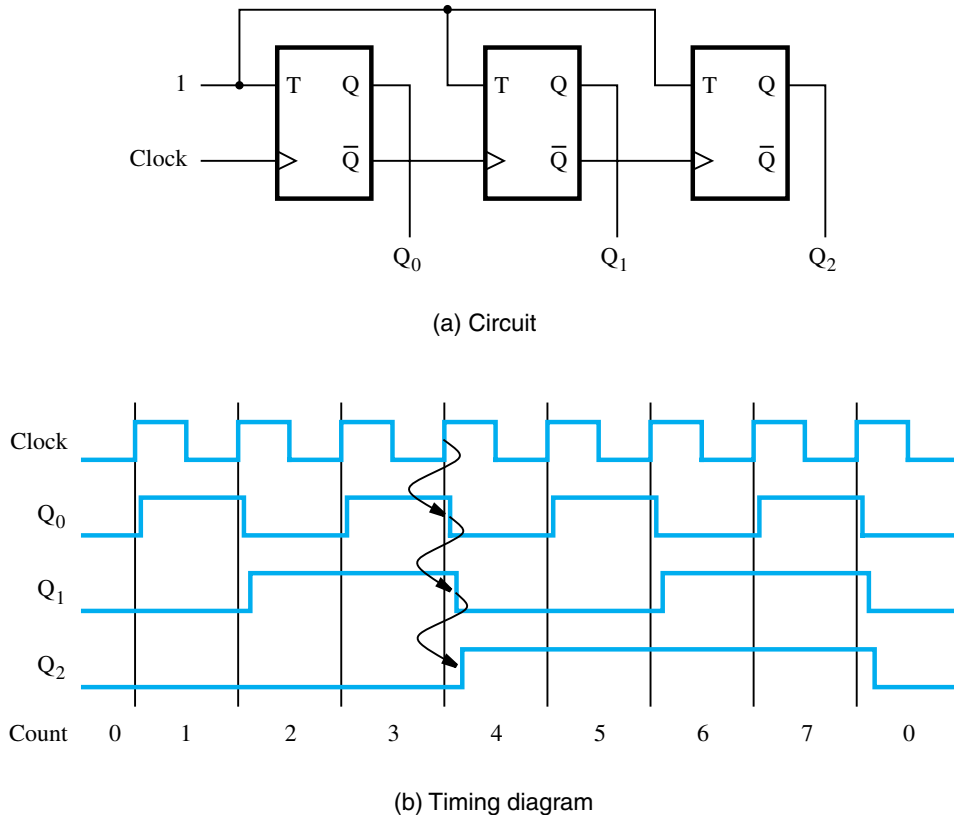 1 T Q T Q T Q
Clock Q̅ Q̅ Q̅
Q₀ Q₁ Q₂
(a) Circuit
Clock
Q₀
Q₁
Q₂
Count 0 1 2 3 4 5 6 7 0
(b) Timing diagram